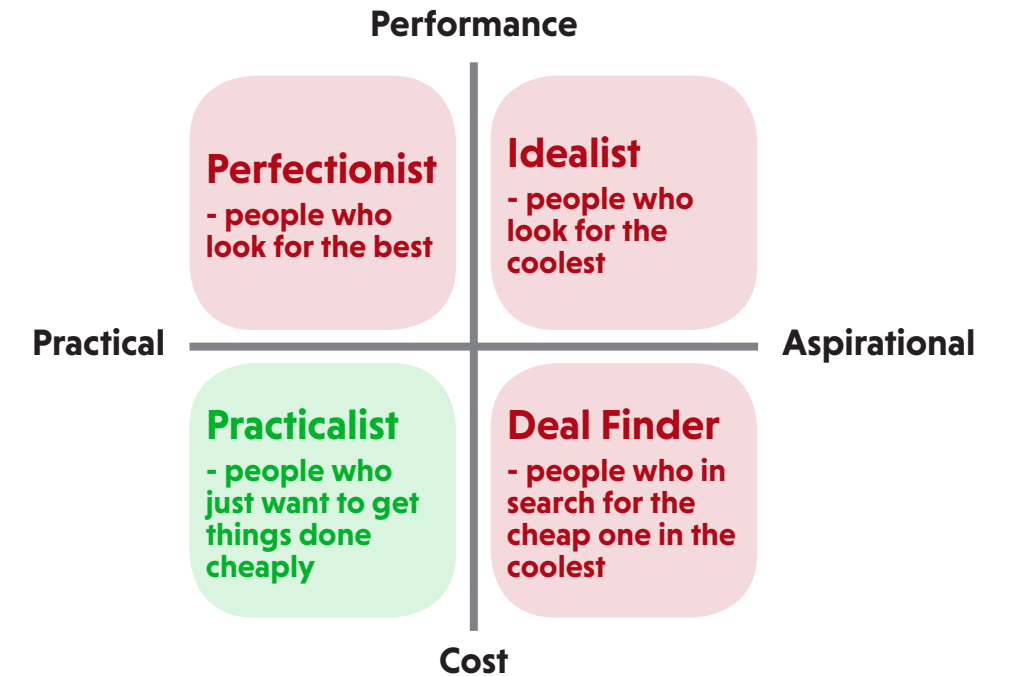 Performance
Perfectionist
- people who
look for the best
Idealist
- people who
look for the
coolest
Practical
Aspirational
Practicalist
- people who
just want to get
things done
cheaply
Deal Finder
- people who in
search for the
cheap one in the
coolest
Cost